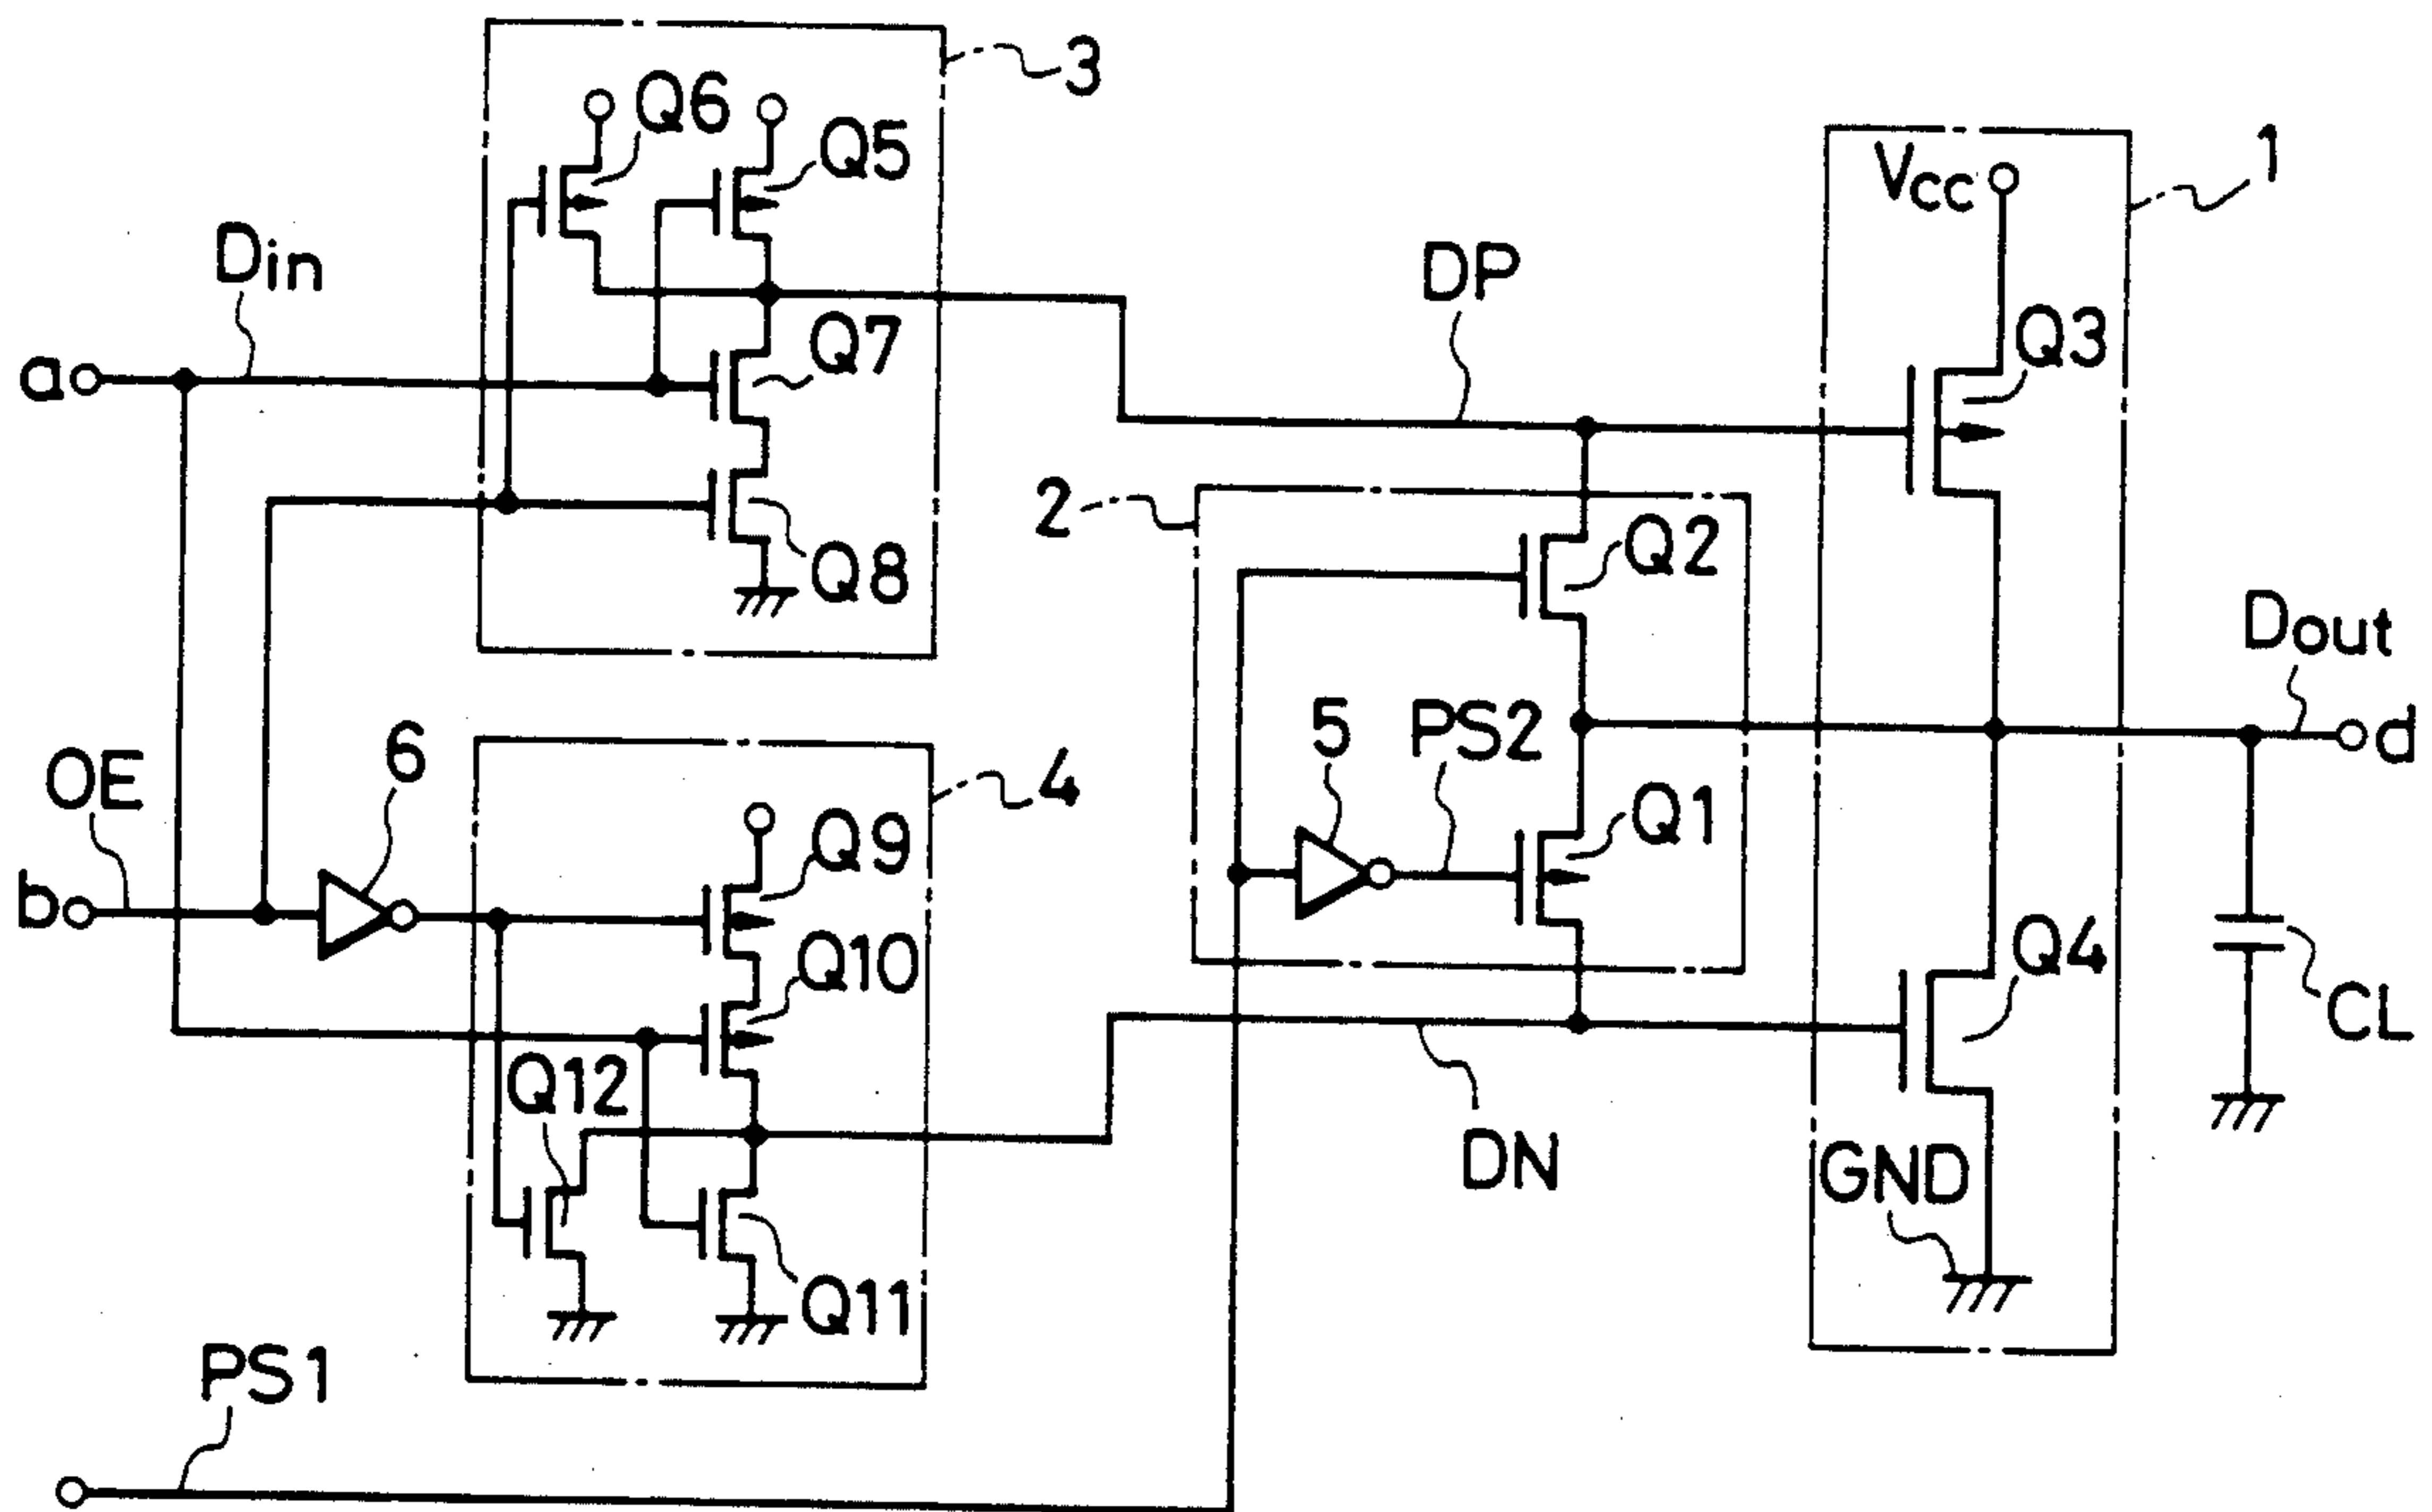 3
Q6
Q5
1
Vcc
Din
DP
Q3
Q7
a
2
Q2
Q8
Dout
5
PS2
d
6
4
OE
Q1
Q9
b
Q10
Q4
CL
Q12
DN
GND
Q11
PS1